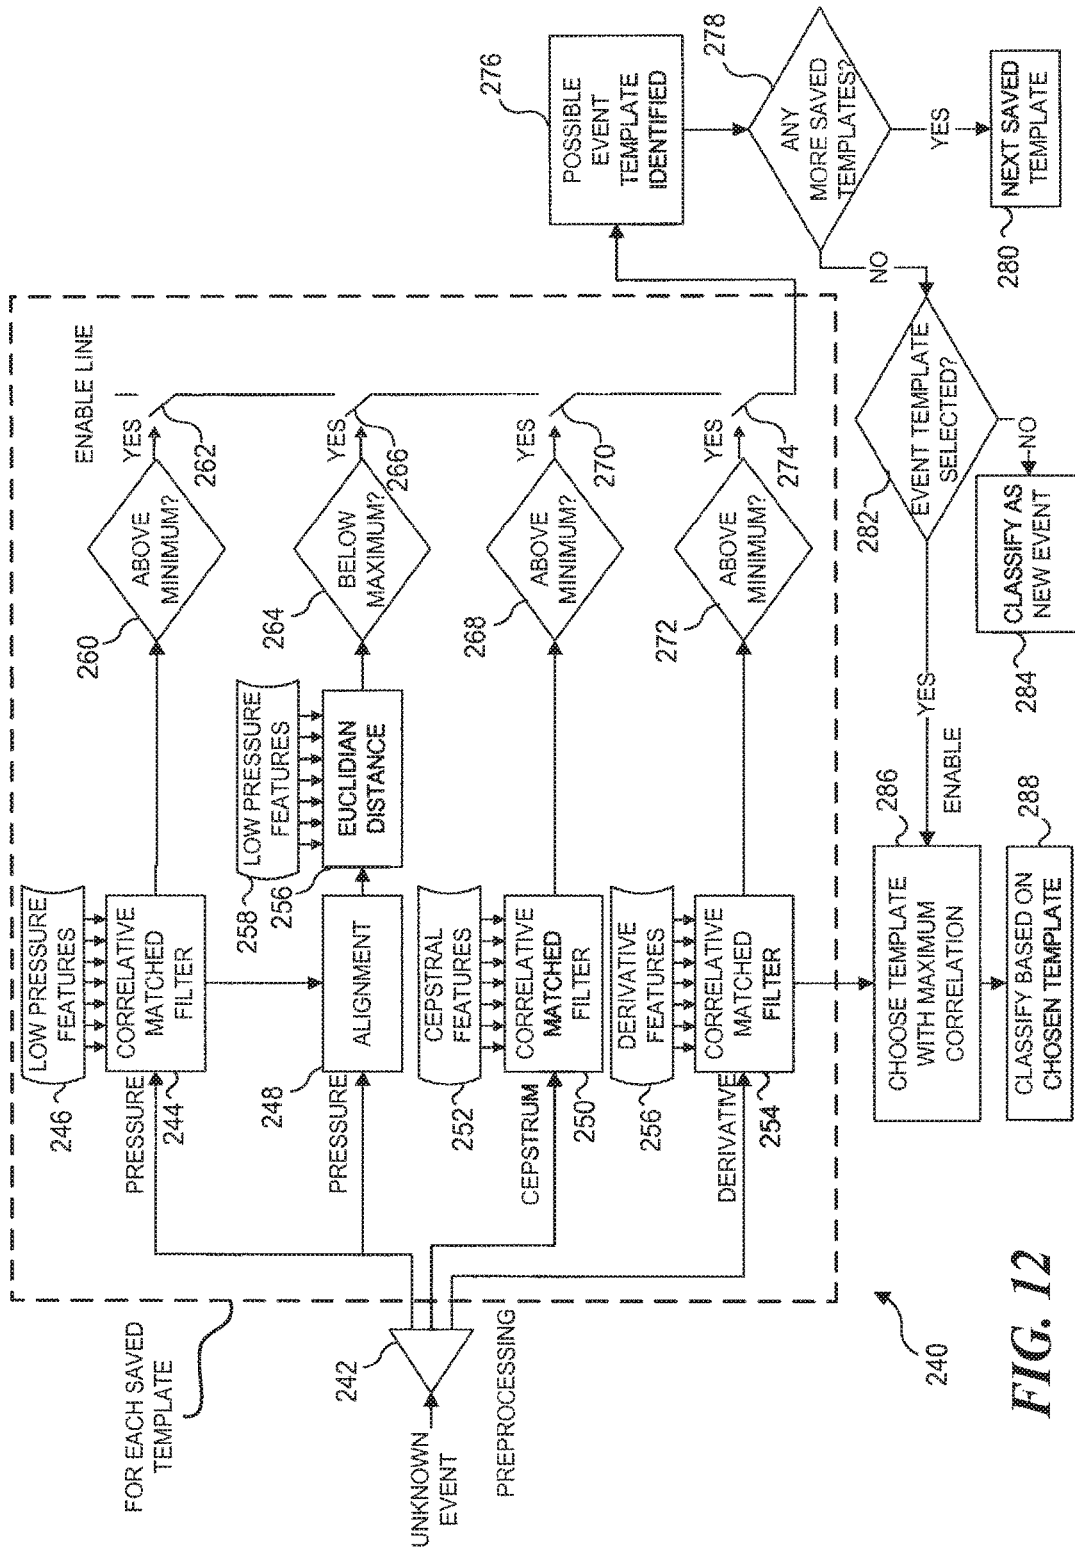 FOR EACH SAVED
TEMPLATE
UNKNOWN
EVENT
242
PREPROCESSING
PRESSURE
246
LOW PRESSURE
FEATURES
CORRELATIVE
MATCHED
FILTER
244
260
ABOVE
MINIMUM?
YES
262
ENABLE LINE
PRESSURE
248
ALIGNMENT
258
LOW PRESSURE
FEATURES
256
EUCLIDIAN
DISTANCE
264
BELOW
MAXIMUM?
YES
266
CEPSTRUM
252
CEPSTRAL
FEATURES
CORRELATIVE
MATCHED
FILTER
250
268
ABOVE
MINIMUM?
YES
270
DERIVATIVE
256
DERIVATIVE
FEATURES
CORRELATIVE
MATCHED
FILTER
254
272
ABOVE
MINIMUM?
YES
274
276
POSSIBLE
EVENT
TEMPLATE
IDENTIFIED
278
ANY
MORE SAVED
TEMPLATES?
YES
280
NEXT SAVED
TEMPLATE
NO
282
EVENT TEMPLATE
SELECTED?
NO
284
CLASSIFY AS
NEW EVENT
YES
ENABLE
286
CHOOSE TEMPLATE
WITH MAXIMUM
CORRELATION
288
CLASSIFY BASED ON
CHOSEN TEMPLATE
240
FIG. 12